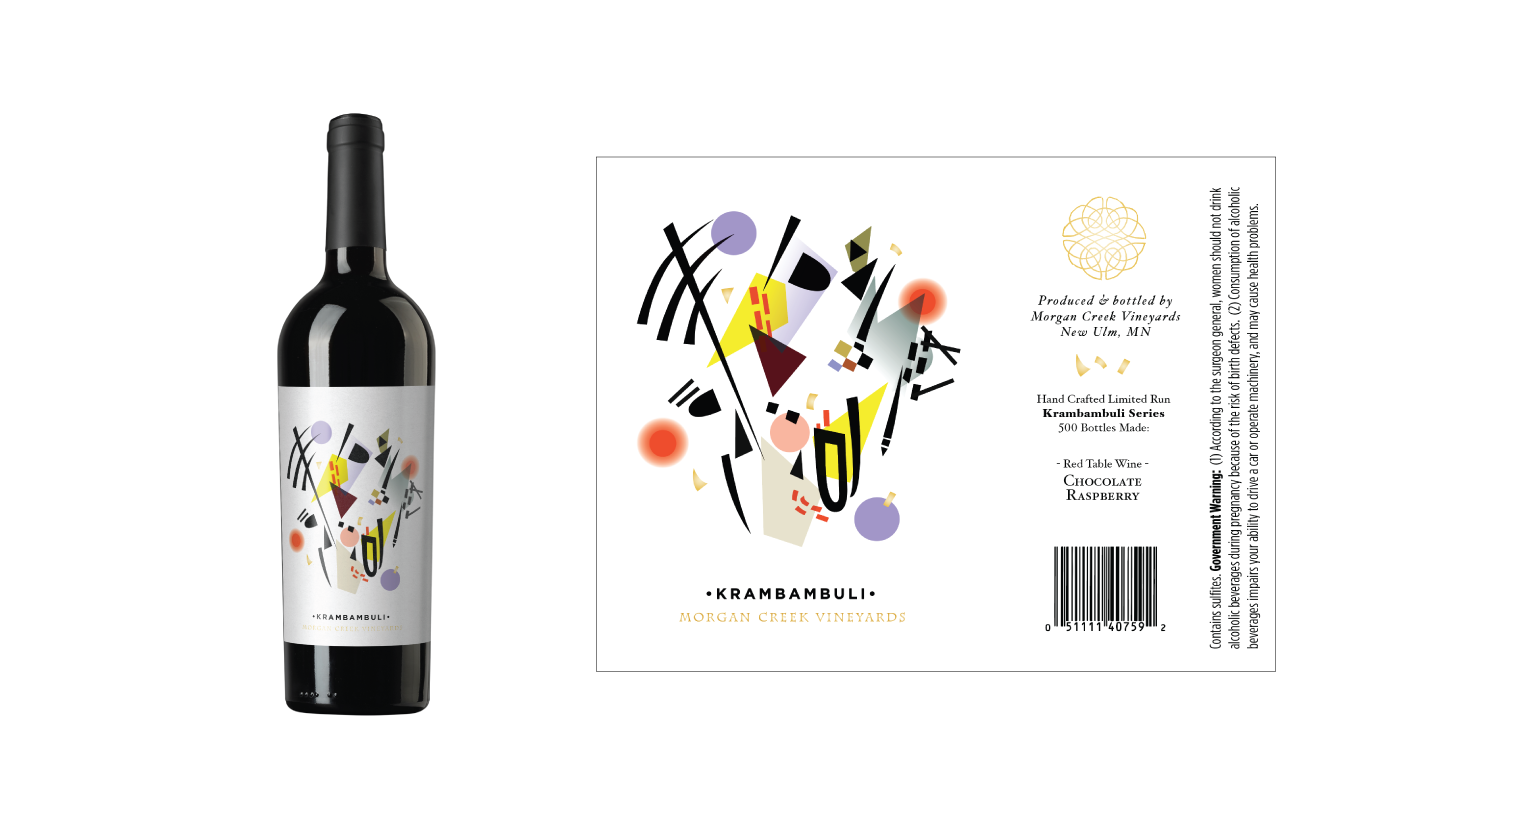 •KRAMBAMBULI•
MORGAN CREEK VINEYARDS
•KRAMBAMBULI•
MORGAN CREEK VINEYARDS
Produced & bottled by
Morgan Creek Vineyards
New Ulm, MN
Hand Crafted Limited Run
Krambambuli Series
500 Bottles Made:
- Red Table Wine -
CHOCOLATE
RASPBERRY
0 51111 40759 2
Contains sulfites. Government Warning: (1) According to the surgeon general, women should not drink
alcoholic beverages during pregnancy because of the risk of birth defects. (2) Consumption of alcoholic
beverages impairs your ability to drive a car or operate machinery, and may cause health problems.